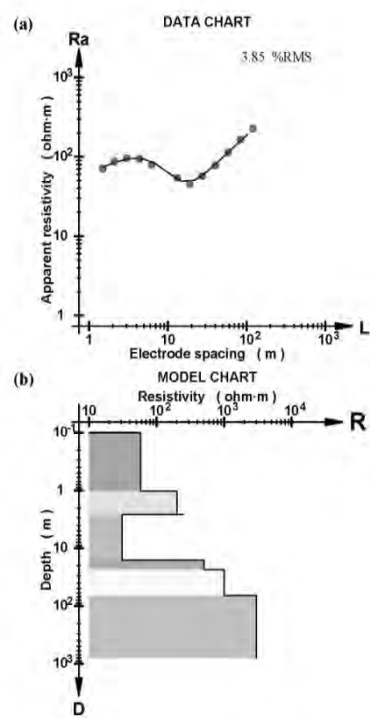 (a)
DATA CHART
Ra
3.85 %RMS
10³
10²
10
1
Apparent resistivity ( ohm·m )
1 10 10² 10³
L
Electrode spacing ( m )
(b)
MODEL CHART
Resistivity ( ohm·m )
10 10² 10³ 10⁴
R
10⁻¹
1
10
10²
10³
Depth ( m )
D